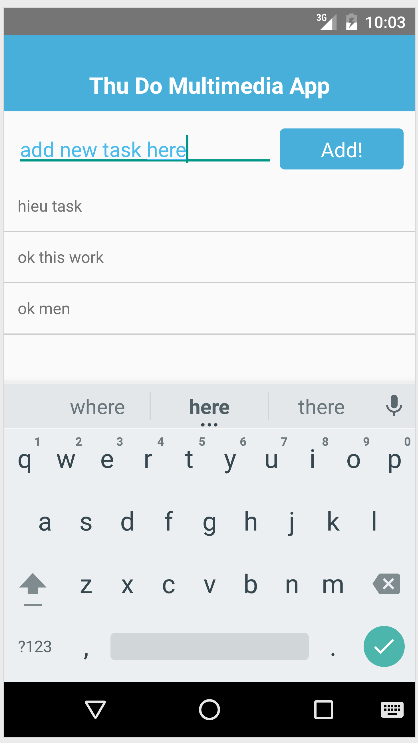 3G 10:03
Thu Do Multimedia App
add new task here Add!
hieu task
ok this work
ok men
where here there
1 2 3 4 5 6 7 8 9 0
q w e r t y u i o p
a s d f g h j k l
z x c v b n m
?123 , .